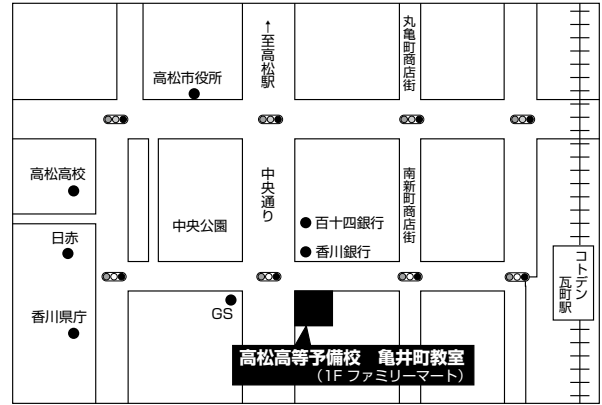 ↑至高松駅
丸亀町商店街
高松市役所
高松高校
中央通り
南新町商店街
中央公園
百十四銀行
香川銀行
日赤
コトデン
瓦町駅
香川県庁
GS
高松高等予備校 亀井町教室
(1F ファミリーマート)